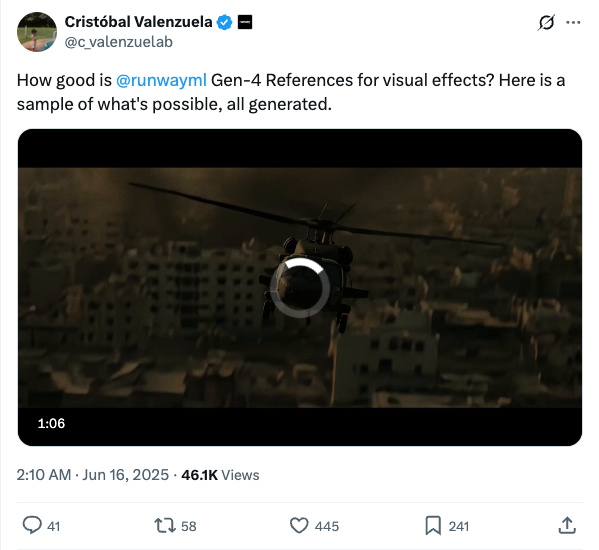 Cristóbal Valenzuela
@c_valenzuelab
How good is @runwayml Gen-4 References for visual effects? Here is a
sample of what's possible, all generated.
1:06
2:10 AM · Jun 16, 2025 · 46.1K Views
41 58 445 241